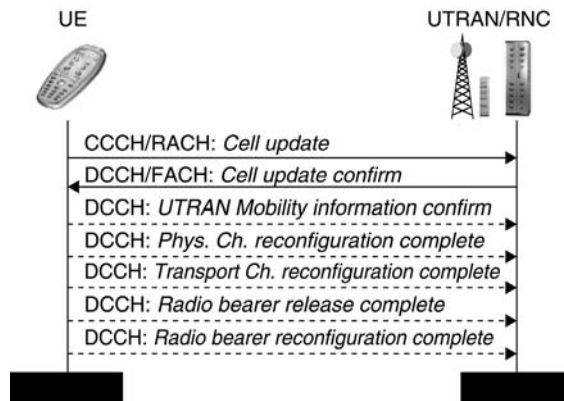 UE
UTRAN/RNC
CCCH/RACH: Cell update
DCCH/FACH: Cell update confirm
DCCH: UTRAN Mobility information confirm
DCCH: Phys. Ch. reconfiguration complete
DCCH: Transport Ch. reconfiguration complete
DCCH: Radio bearer release complete
DCCH: Radio bearer reconfiguration complete